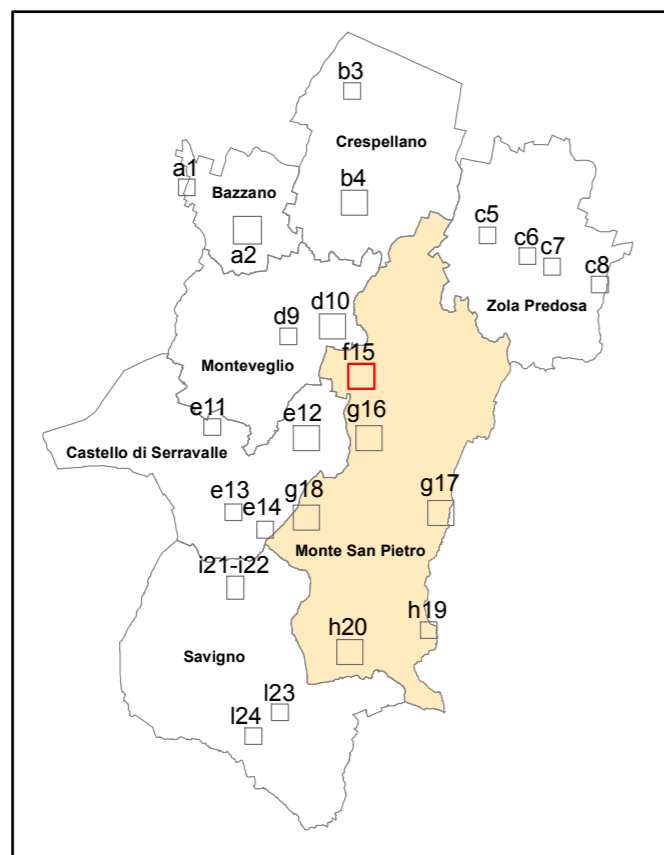 b3
Crespellano
a1
Bazzano
b4
a2
c5
c6
c7
c8
Zola Predosa
d10
d9
Monteveglio
f15
e11
e12
g16
Castello di Serravalle
e13
e14
g18
g17
Monte San Pietro
i21-i22
h19
h20
Savigno
l23
l24